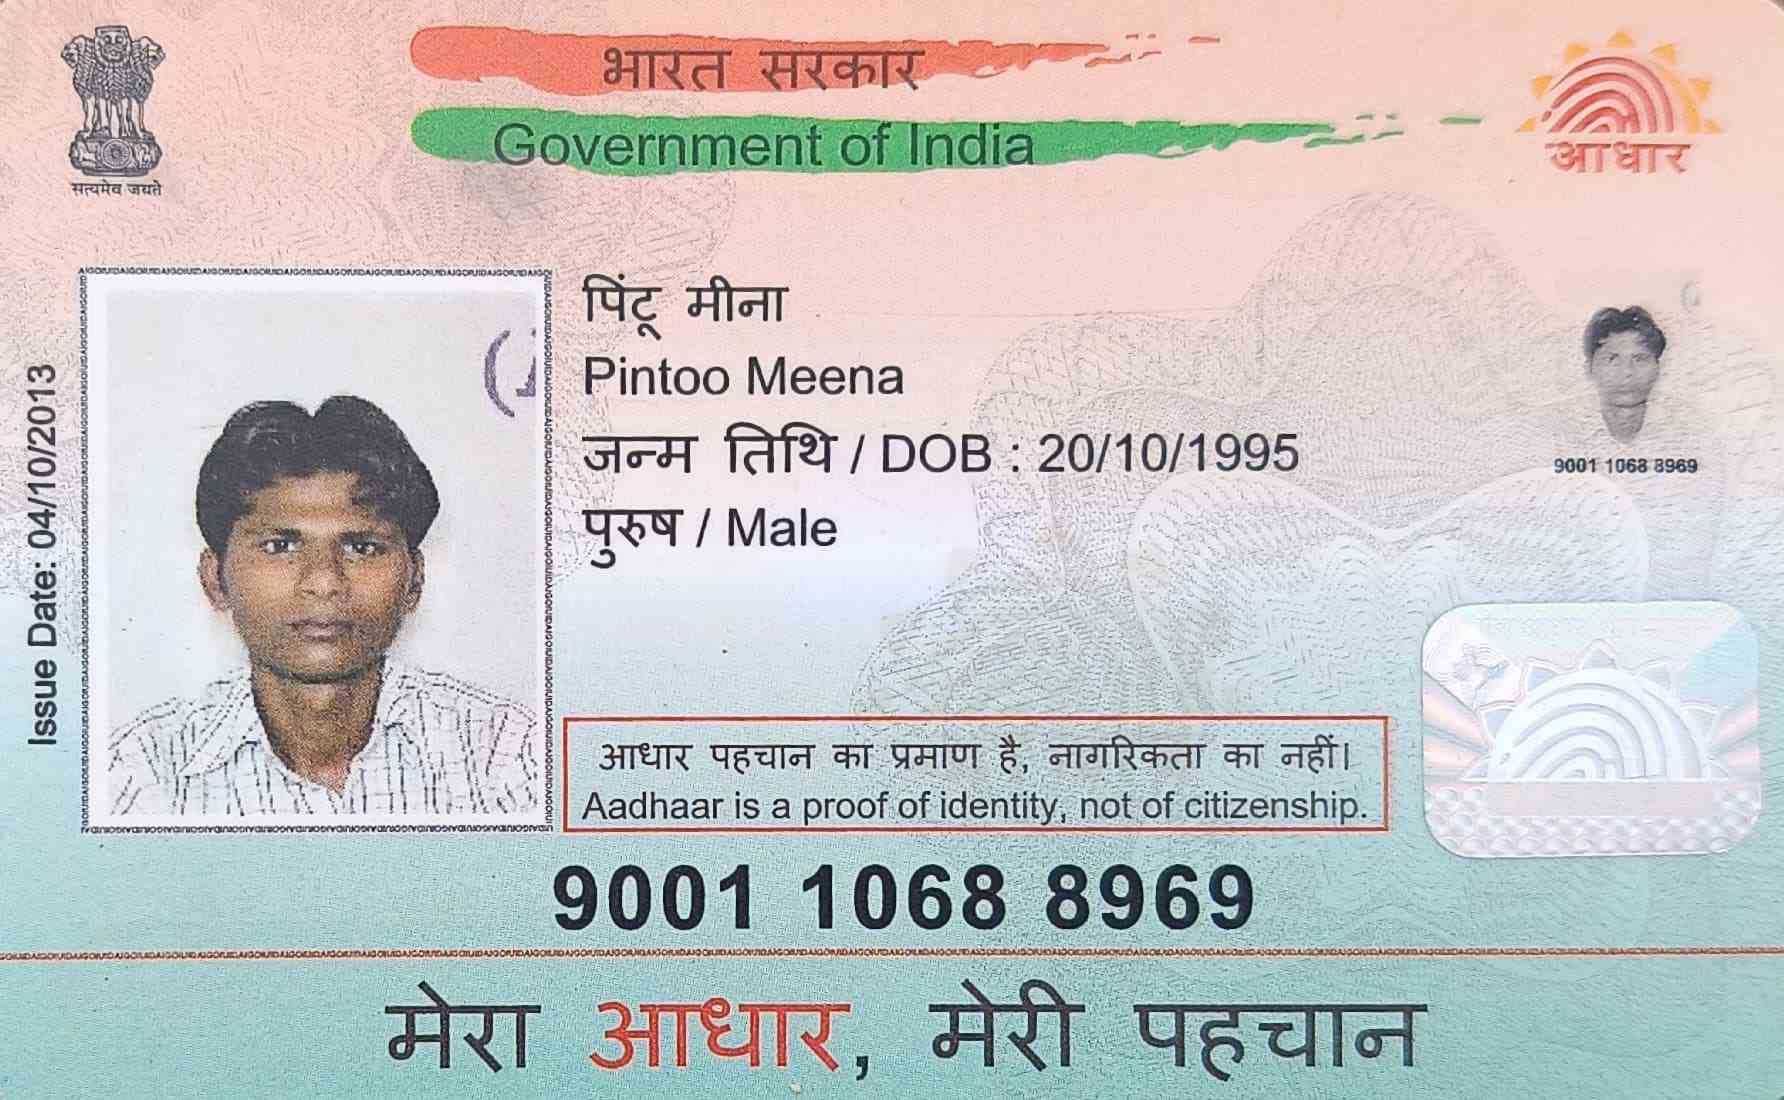 भारत सरकार
Government of India
सत्यमेव जयते
आधार
Issue Date: 04/10/2013
पिंटू मीना
Pintoo Meena
जन्म तिथि / DOB : 20/10/1995
पुरुष / Male
9001 1068 8969
आधार पहचान का प्रमाण है, नागरिकता का नहीं।
Aadhaar is a proof of identity, not of citizenship.
9001 1068 8969
मेरा आधार, मेरी पहचान